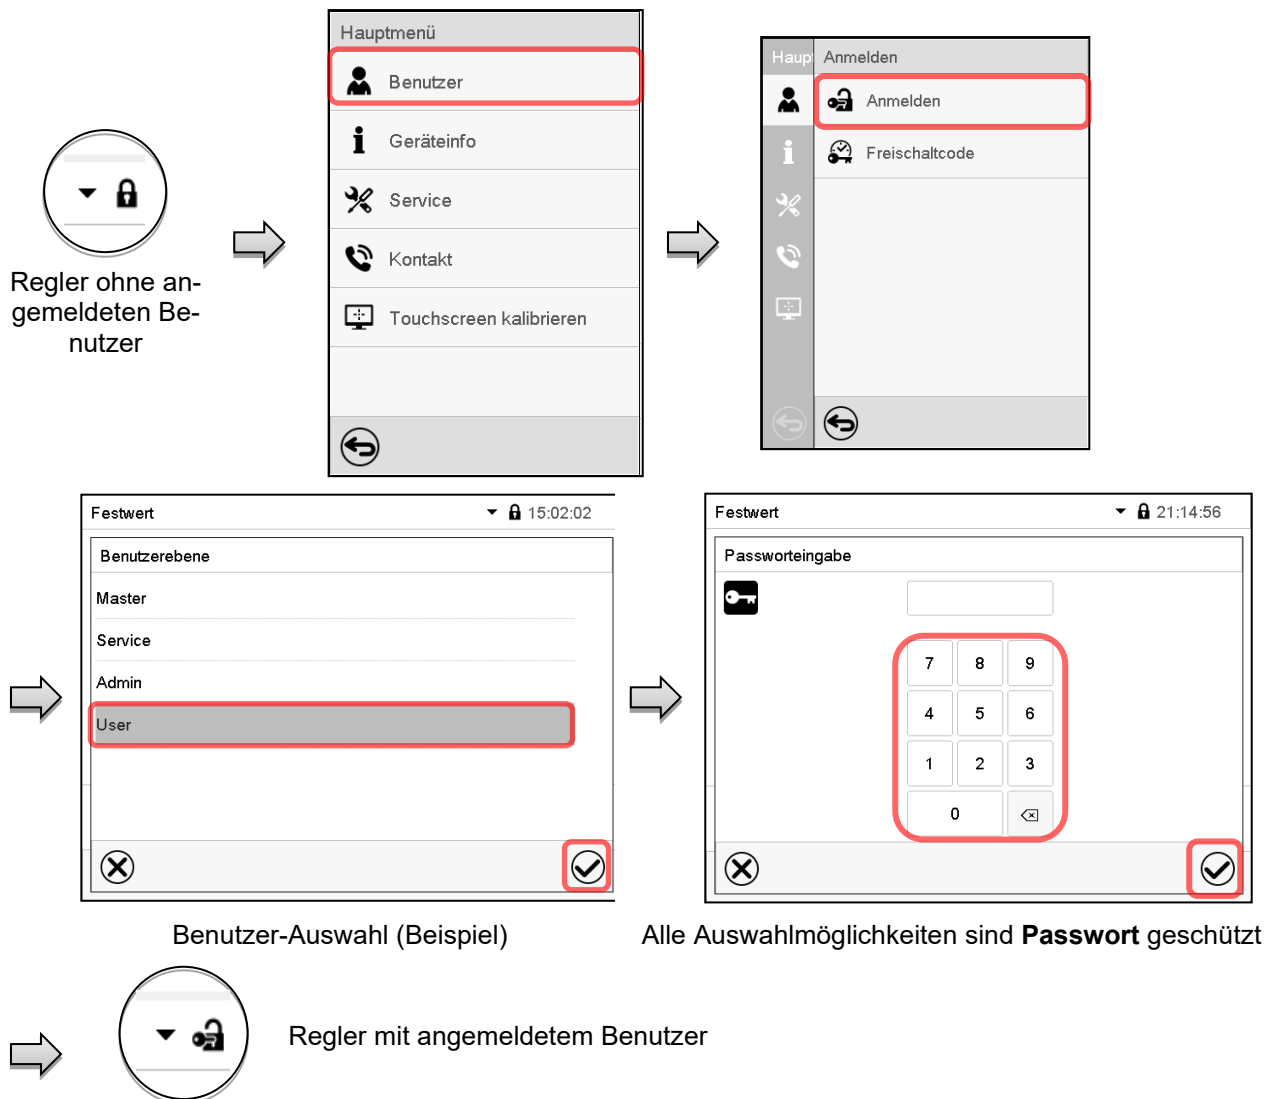 Hauptmenü
Benutzer
Geräteinfo
Service
Kontakt
Touchscreen kalibrieren
Haup
Anmelden
Anmelden
Freischaltcode
Regler ohne an-
gemeldeten Be-
nutzer
Festwert 15:02:02
Benutzerebene
Master
Service
Admin
User
Benutzer-Auswahl (Beispiel)
Festwert 21:14:56
Passworteingabe
7 8 9
4 5 6
1 2 3
0
Alle Auswahlmöglichkeiten sind Passwort geschützt
Regler mit angemeldetem Benutzer